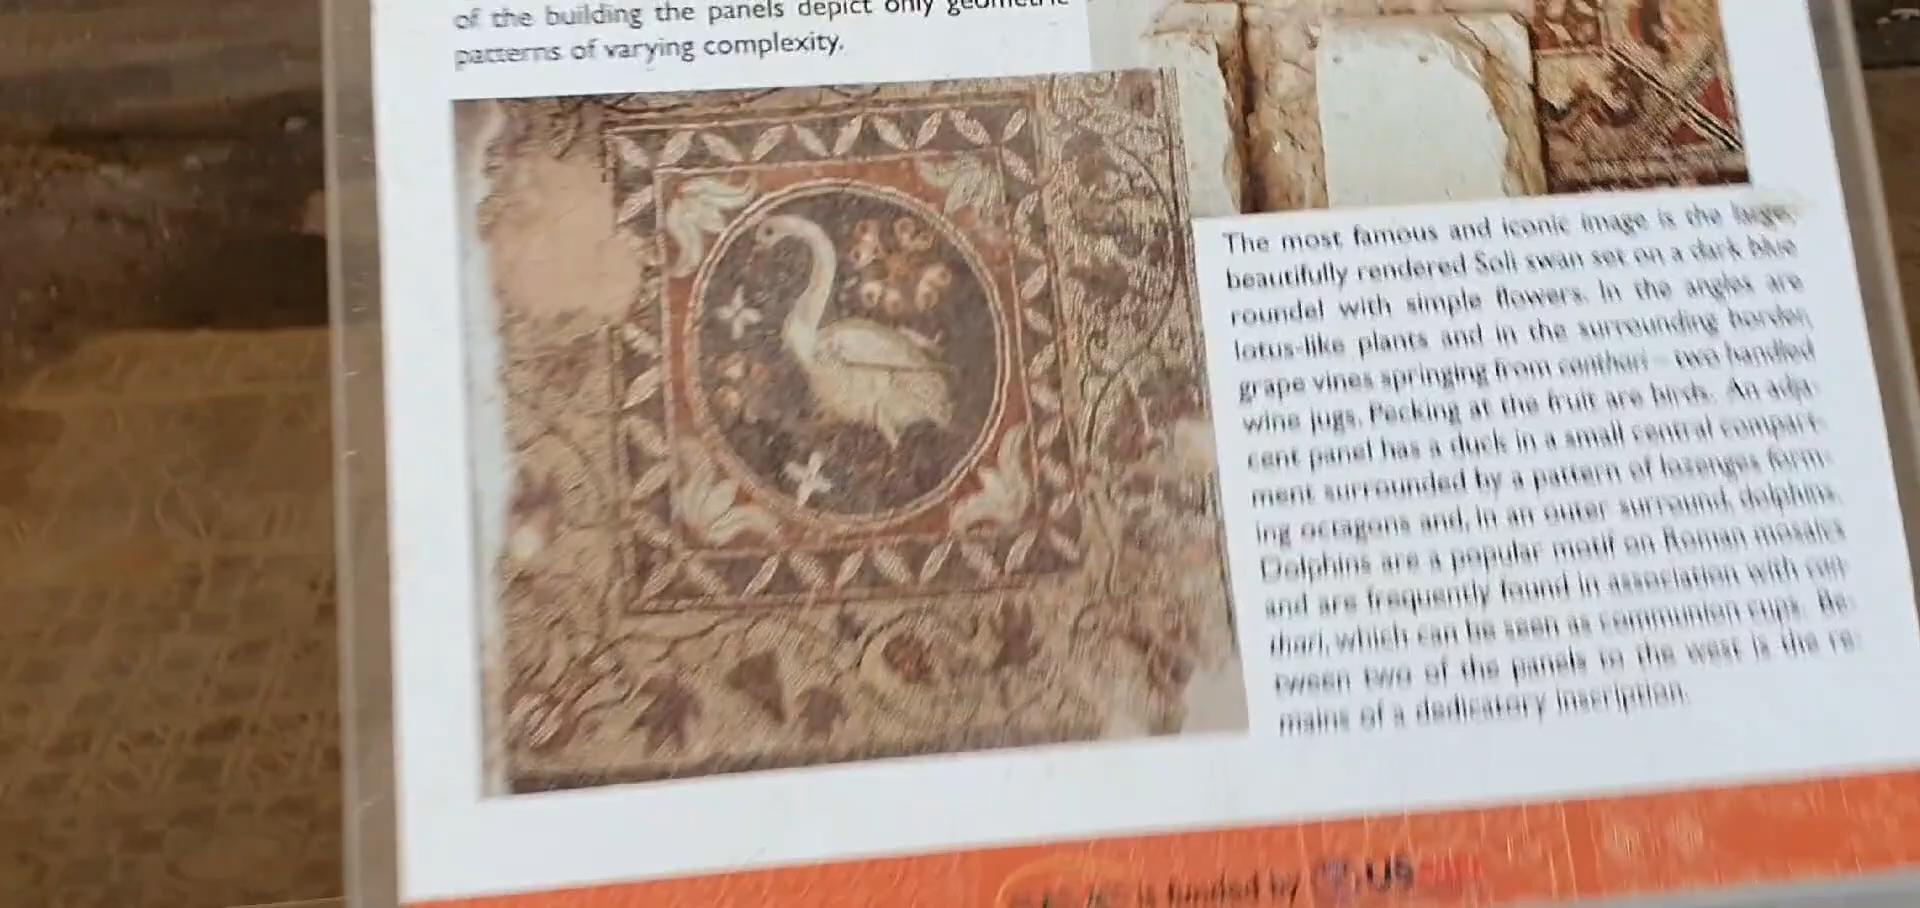 of the building the panels depict only geometric
patterns of varying complexity.
The most famous and iconic image is the large,
beautifully rendered Soli swan set on a dark blue
roundel with simple flowers. In the angles are
lotus-like plants and in the surrounding border,
grape vines springing from canthari – two handled
wine jugs. Pecking at the fruit are birds. An adja-
cent panel has a duck in a small central compart-
ment surrounded by a pattern of lozenges form-
ing octagons and, in an outer surround, dolphins.
Dolphins are a popular motif on Roman mosaics
and are frequently found in association with can-
thari, which can be seen as communion cups. Be-
tween two of the panels to the west is the re-
mains of a dedicatory inscription.
is funded by US